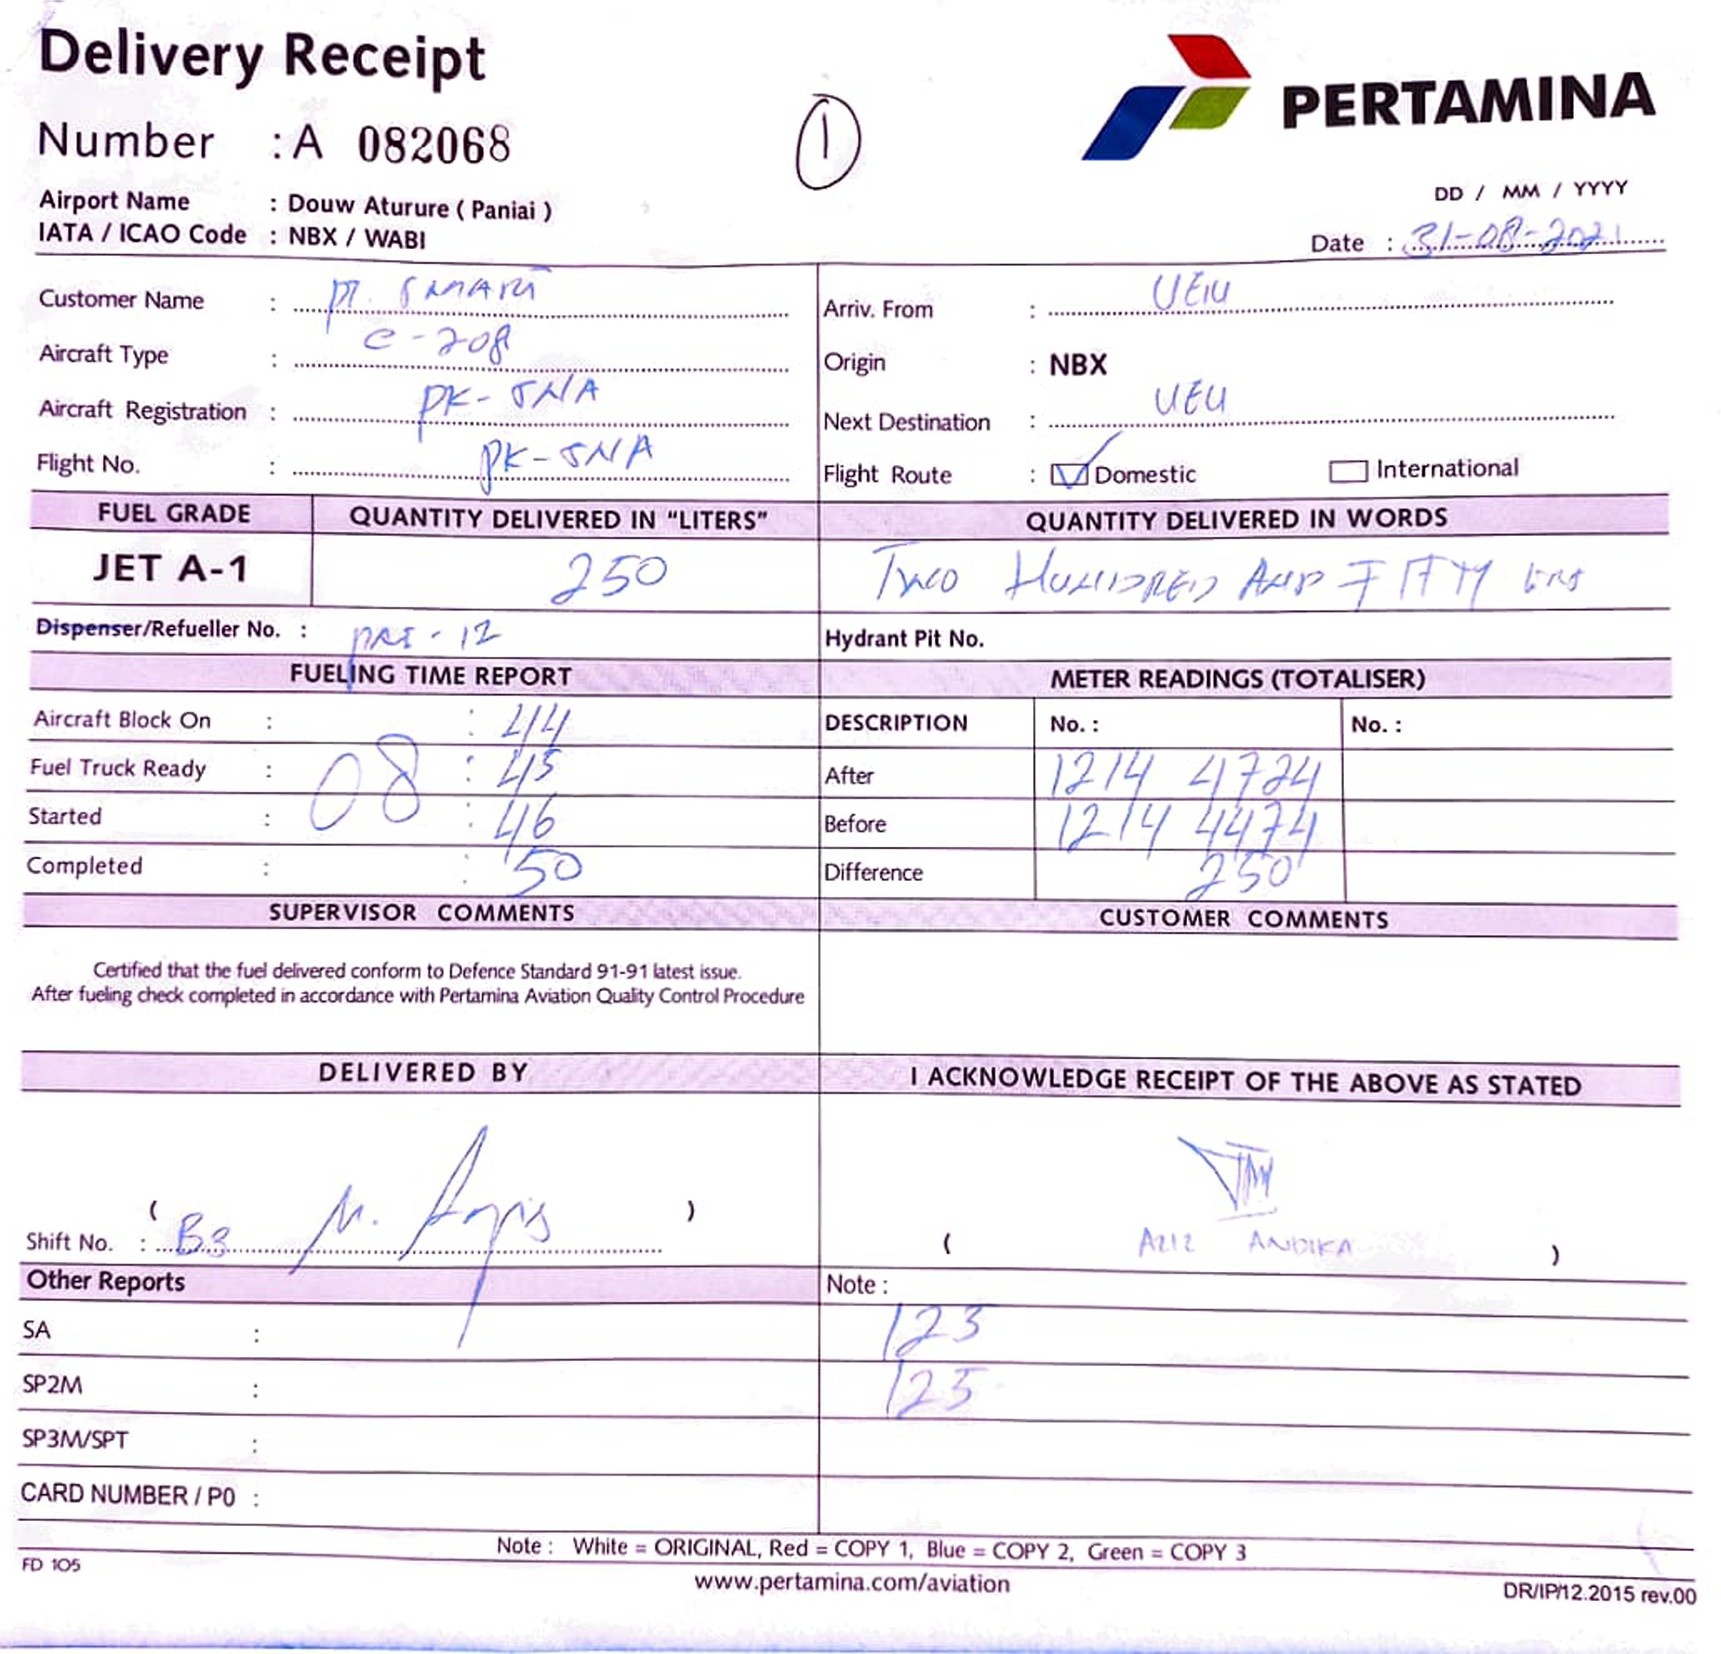 Delivery Receipt
PERTAMINA
Number : A 082068
1
DD / MM / YYYY
Airport Name : Douw Aturure ( Paniai )
IATA / ICAO Code : NBX / WABI
Date : 31-08-2021
Customer Name : PT. SMART
Arriv. From : UEU
Aircraft Type : C-208
Origin : NBX
Aircraft Registration : PK-SNA
Next Destination : UEU
Flight No. : PK-SNA
Flight Route : Domestic International
FUEL GRADE QUANTITY DELIVERED IN "LITERS" QUANTITY DELIVERED IN WORDS
JET A-1 250 Two HUNDRED AND FIFTY LTRS
Dispenser/Refueller No. : 12
Hydrant Pit No.
FUELING TIME REPORT METER READINGS (TOTALISER)
Aircraft Block On : : 44
DESCRIPTION No. : No. :
Fuel Truck Ready : 08 : 45
After 1214 4724
Started : : 46
Before 1214 4474
Completed : : 50
Difference 250
SUPERVISOR COMMENTS CUSTOMER COMMENTS
Certified that the fuel delivered conform to Defence Standard 91-91 latest issue.
After fueling check completed in accordance with Pertamina Aviation Quality Control Procedure
DELIVERED BY I ACKNOWLEDGE RECEIPT OF THE ABOVE AS STATED
( )
Shift No. : B3 M.
( AZIZ ANDIKA )
Other Reports Note :
SA : 123
SP2M : 125
SP3M/SPT :
CARD NUMBER / P0 :
Note : White = ORIGINAL, Red = COPY 1, Blue = COPY 2, Green = COPY 3
FD 105
www.pertamina.com/aviation
DR/IP/12.2015 rev.00